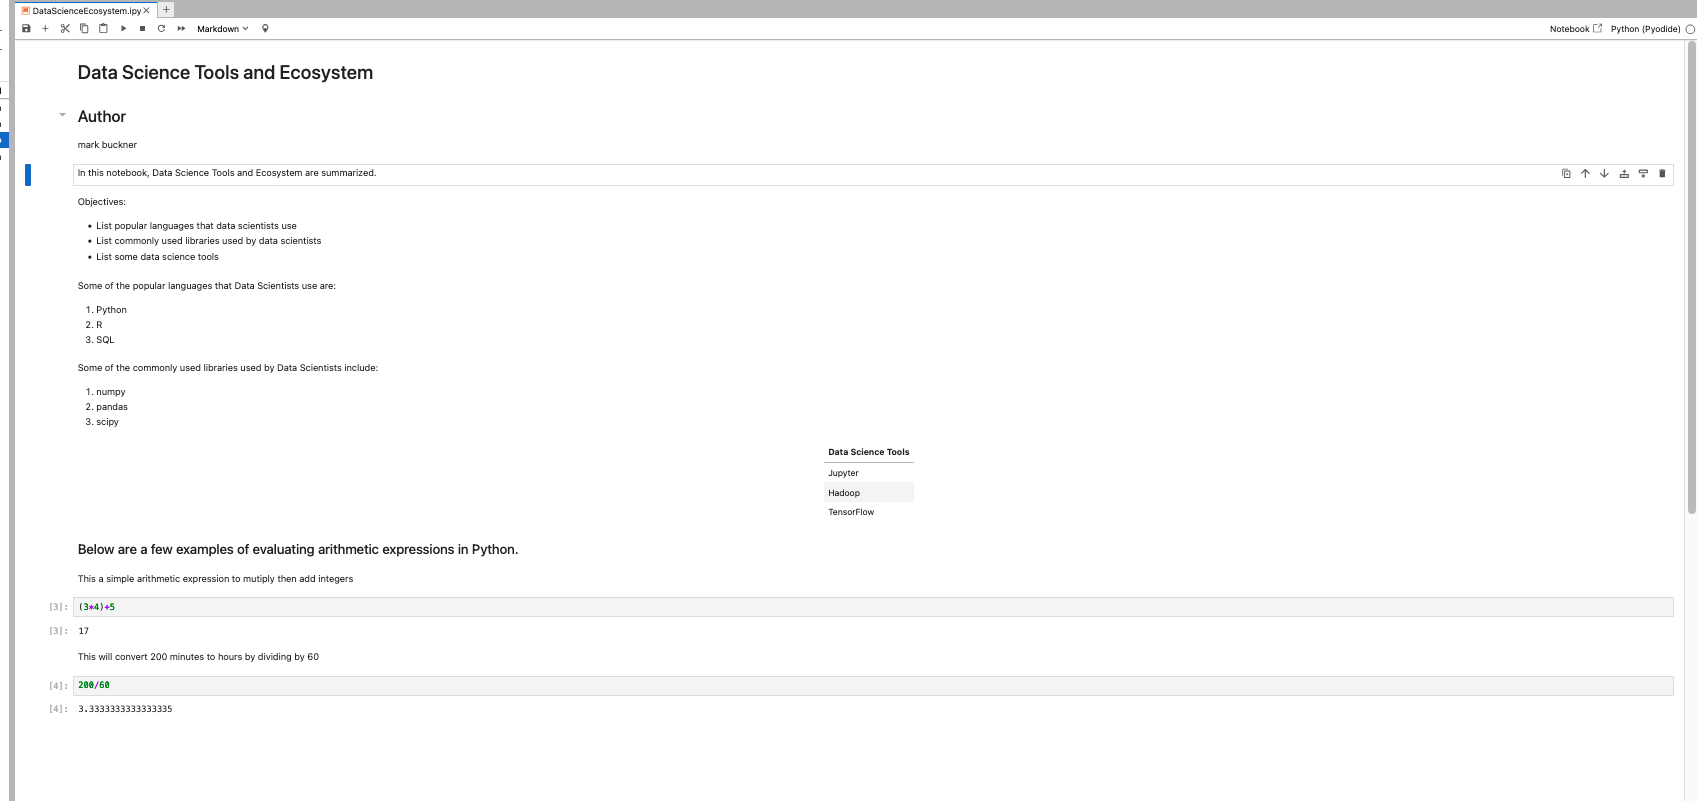 DataScienceEcosystem.ipy
Markdown
Notebook
Python (Pyodide)
Data Science Tools and Ecosystem
Author
mark buckner
In this notebook, Data Science Tools and Ecosystem are summarized.
Objectives:
• List popular languages that data scientists use
• List commonly used libraries used by data scientists
• List some data science tools
Some of the popular languages that Data Scientists use are:
1. Python
2. R
3. SQL
Some of the commonly used libraries used by Data Scientists include:
1. numpy
2. pandas
3. scipy
Data Science Tools
Jupyter
Hadoop
TensorFlow
Below are a few examples of evaluating arithmetic expressions in Python.
This a simple arithmetic expression to mutiply then add integers
[3]: (3*4)+5
[3]: 17
This will convert 200 minutes to hours by dividing by 60
[4]: 200/60
[4]: 3.3333333333333335